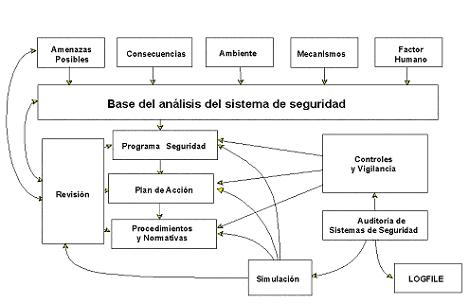 Amenazas
Posibles
Consecuencias
Ambiente
Mecanismos
Factor
Humano
Base del análisis del sistema de seguridad
Programa Seguridad
Controles
y Vigilancia
Revisión
Plan de Acción
Procedimientos
y Normativas
Auditoría de
Sistemas de Seguridad
Simulación
LOGFILE